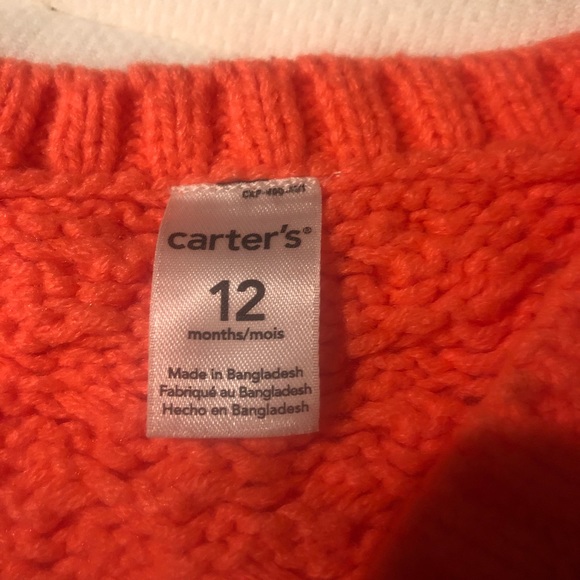 carter's®
12
months/mois
Made in Bangladesh
Fabriqué au Bangladesh
Hecho en Bangladesh